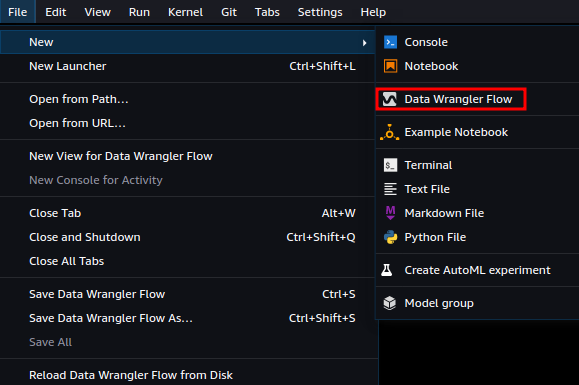 File Edit View Run Kernel Git Tabs Settings Help
New
New Launcher Ctrl+Shift+L
Open from Path...
Open from URL...
New View for Data Wrangler Flow
New Console for Activity
Close Tab Alt+W
Close and Shutdown Ctrl+Shift+Q
Close All Tabs
Save Data Wrangler Flow Ctrl+S
Save Data Wrangler Flow As... Ctrl+Shift+S
Save All
Reload Data Wrangler Flow from Disk
Console
Notebook
Data Wrangler Flow
Example Notebook
$_ Terminal
Text File
M Markdown File
Python File
Create AutoML experiment
Model group